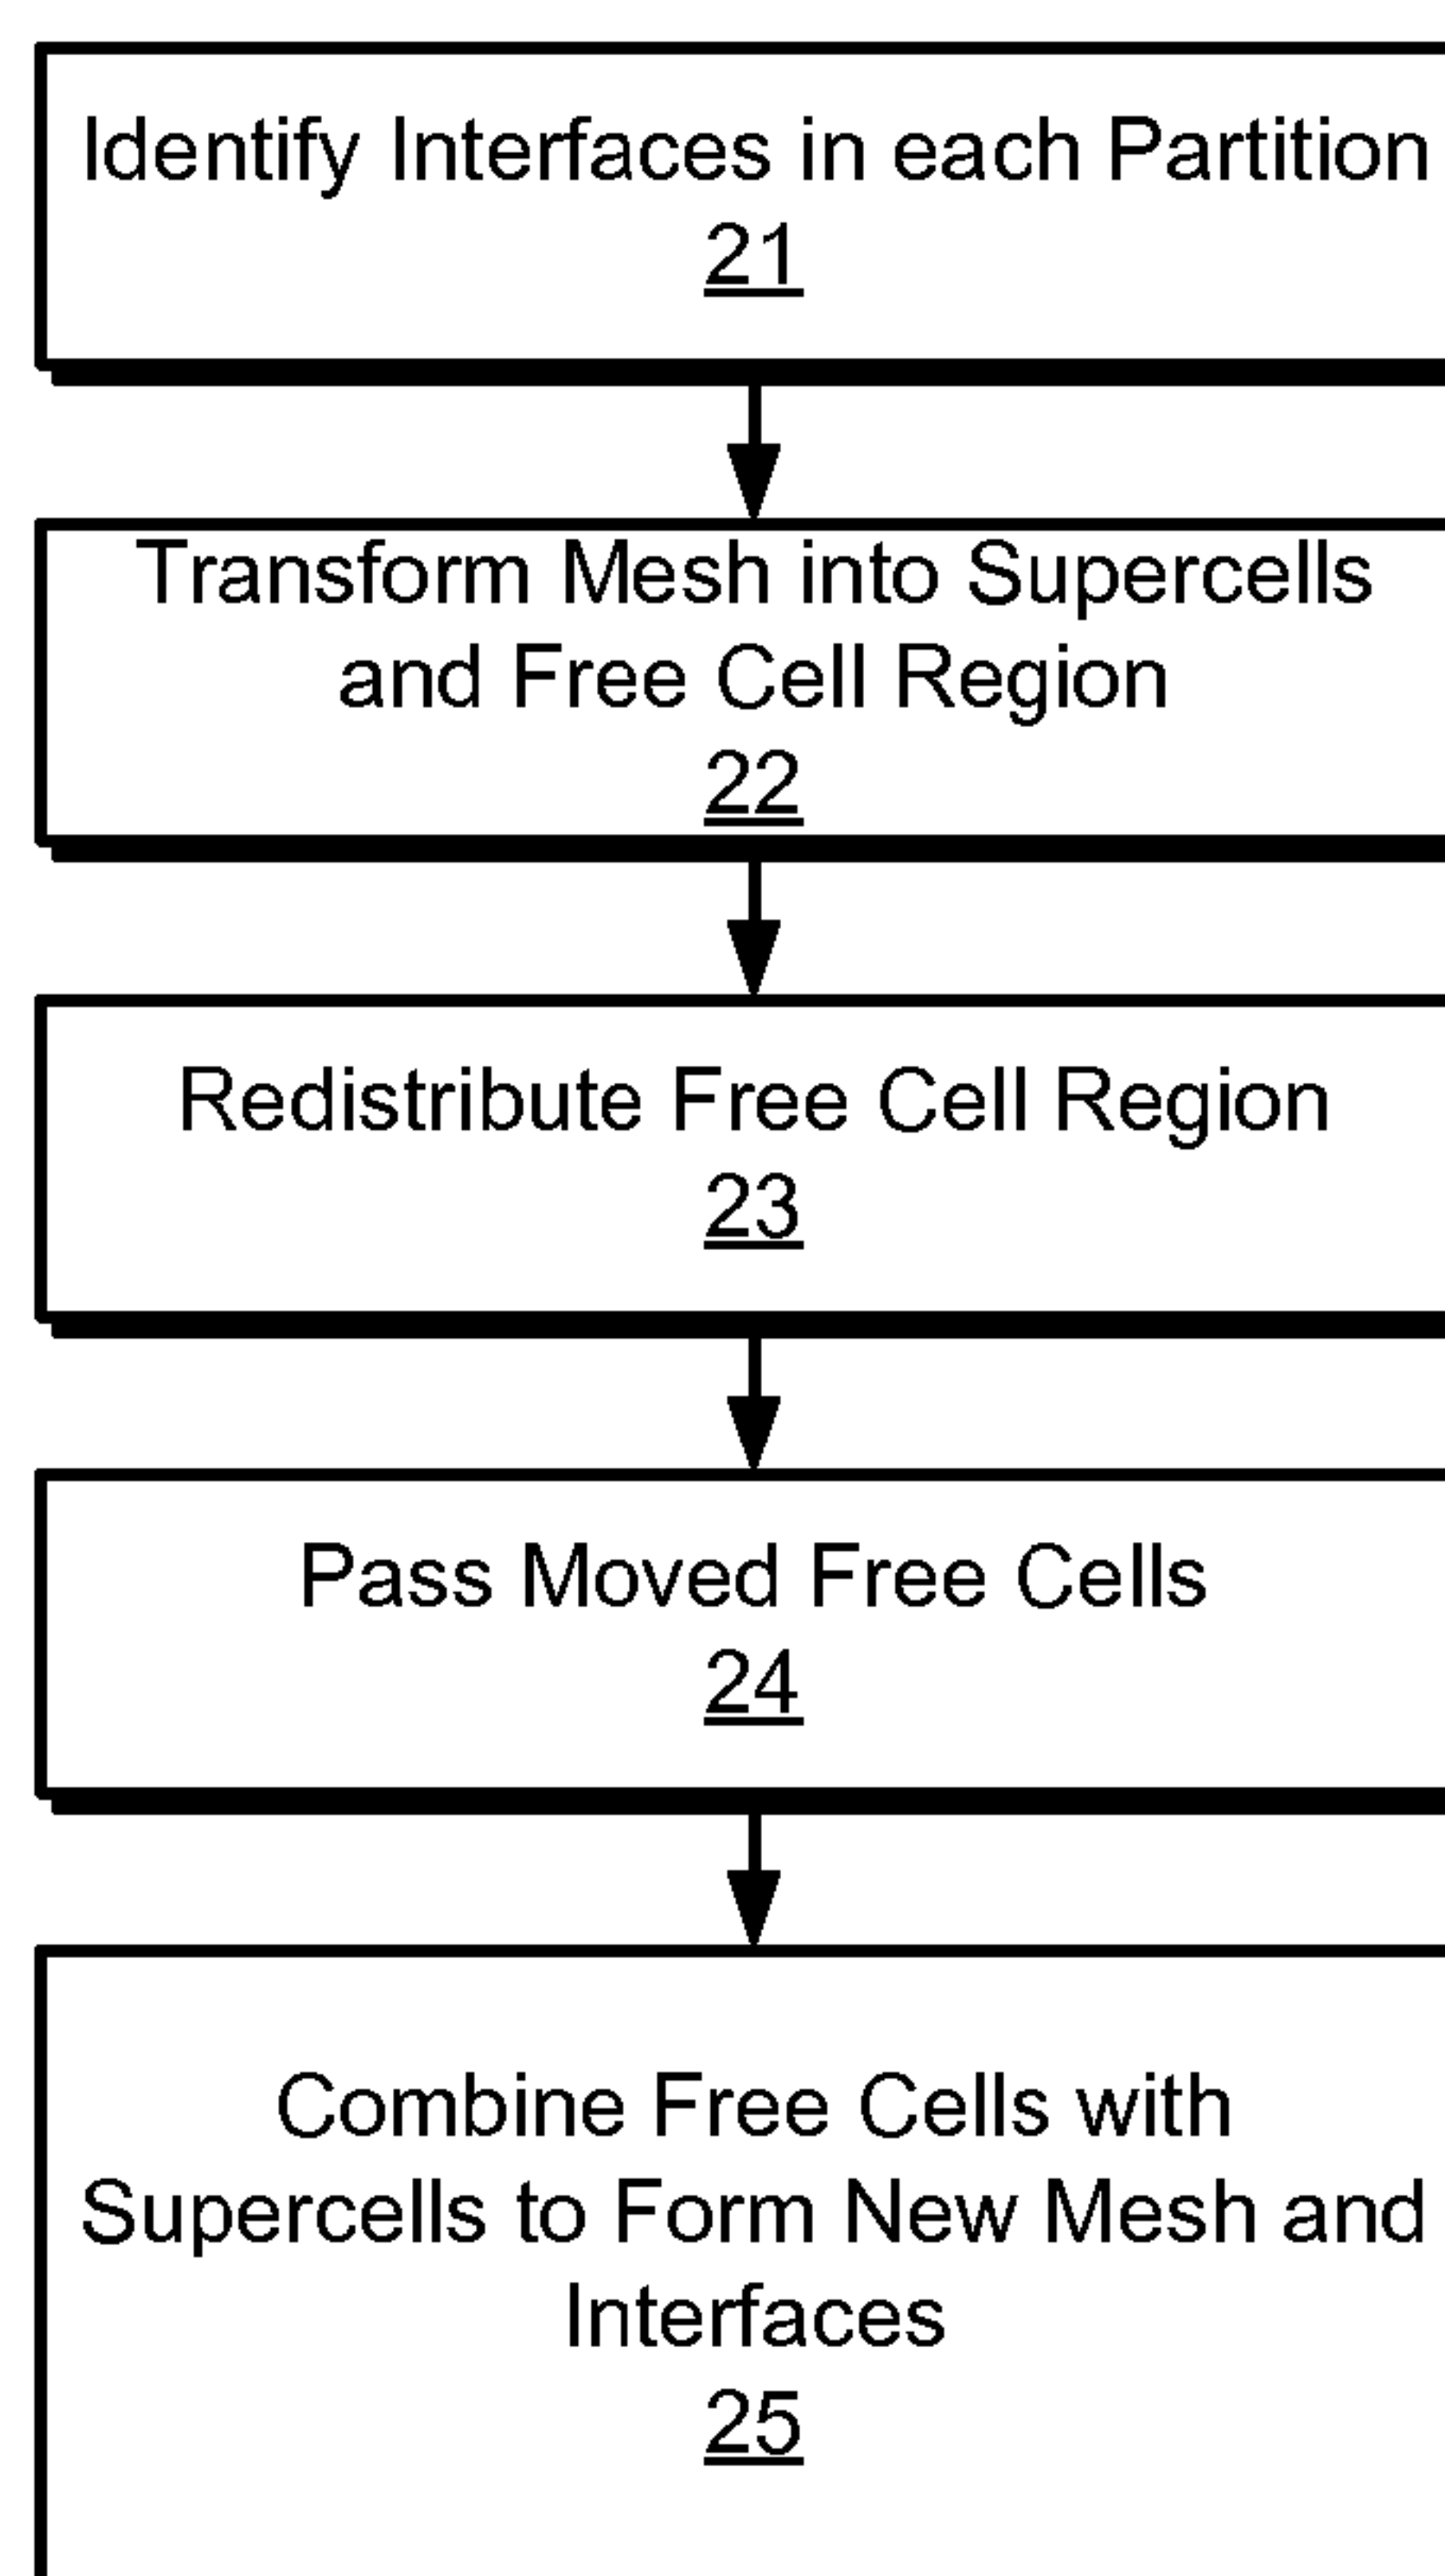 Identify Interfaces in each Partition
21
Transform Mesh into Supercells
and Free Cell Region
22
Redistribute Free Cell Region
23
Pass Moved Free Cells
24
Combine Free Cells with
Supercells to Form New Mesh and
Interfaces
25